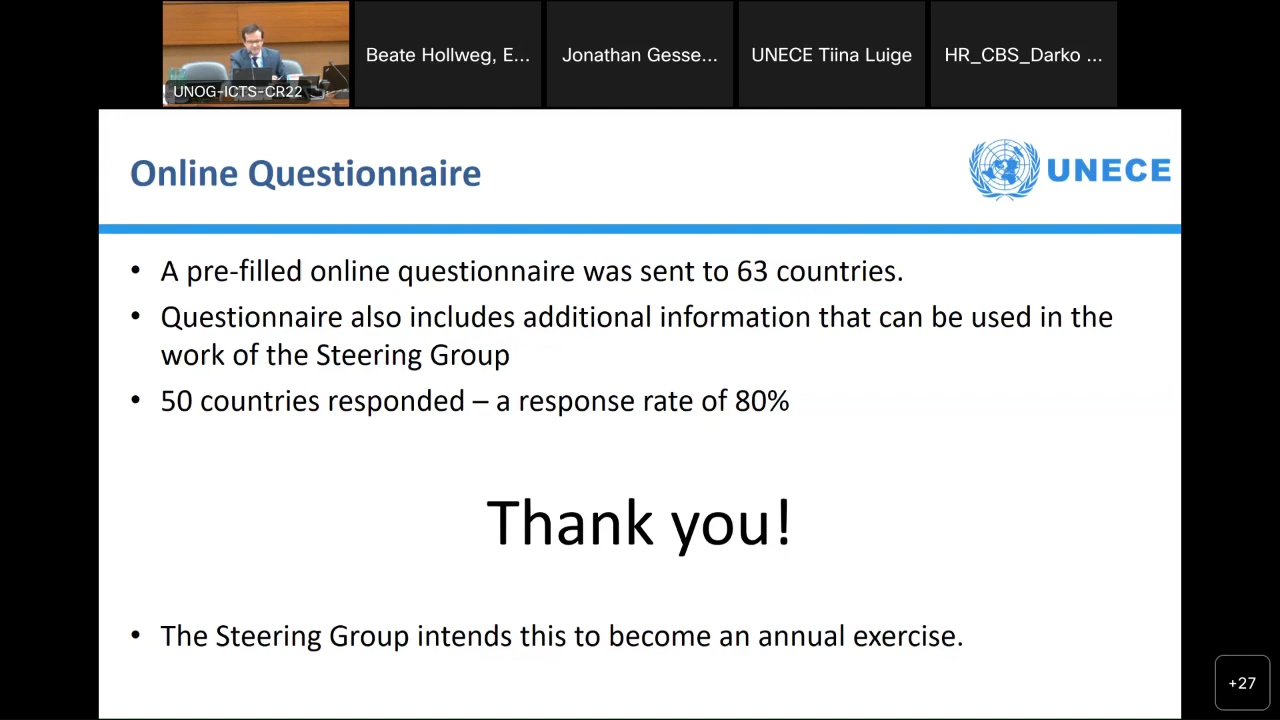 UNOG-ICTS-CR22
Beate Hollweg, E...
Jonathan Gesse...
UNECE Tiina Luige
HR_CBS_Darko ...
Online Questionnaire
UNECE
• A pre-filled online questionnaire was sent to 63 countries.
• Questionnaire also includes additional information that can be used in the
work of the Steering Group
• 50 countries responded – a response rate of 80%
Thank you!
• The Steering Group intends this to become an annual exercise.
+27